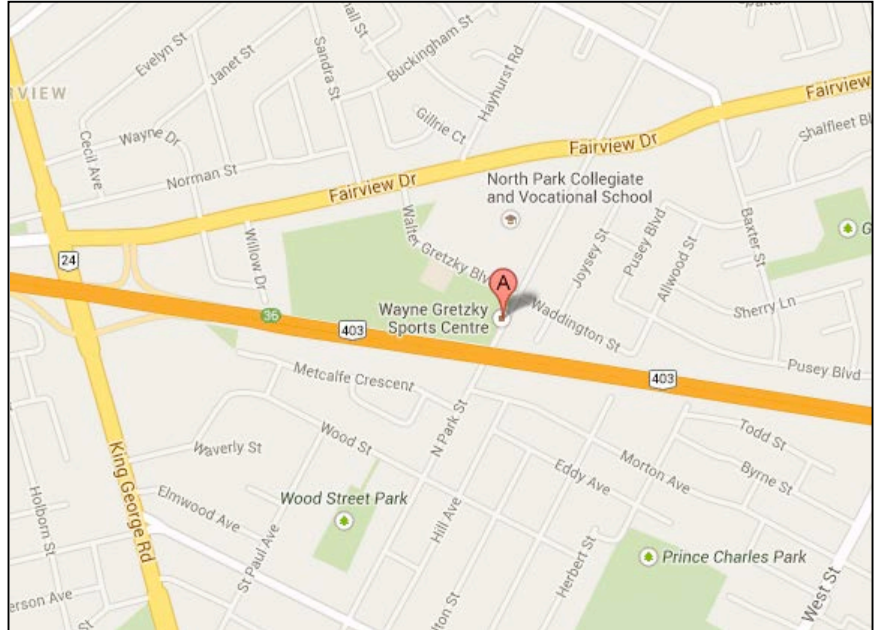 Evelyn St
Janet St
Sandra St
Buckingham St
Hayhurst Rd
Fairview
Cecil Ave
Wayne Dr
Gillrie Ct
Fairview Dr
Norman St
Fairview Dr
North Park Collegiate
and Vocational School
Walter Gretzky
Willow Dr
24
Joysey St
Pusey Blvd
Allwood St
Baxter St
A
Wayne Gretzky
Sports Centre
Waddington St
Sherry Ln
36
403
403
Pusey Blvd
Metcalfe Crescent
N Park St
Wood St
Waverly St
King George Rd
Todd St
Morton Ave
Byrne St
Eddy Ave
Elmwood Ave
Wood Street Park
Holborn St
St Paul Ave
Hill Ave
Herbert St
Prince Charles Park
West St